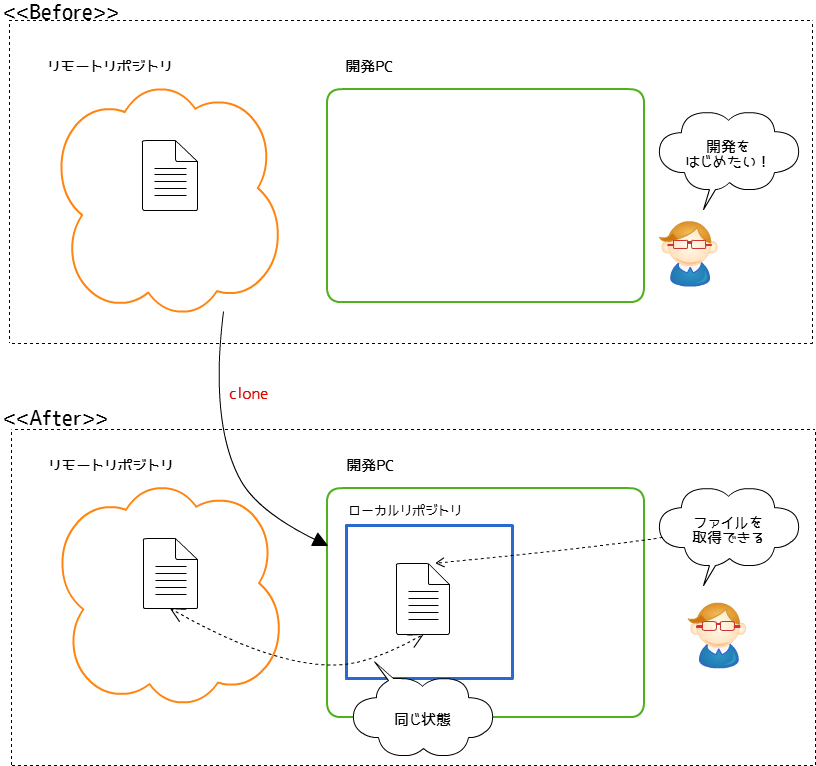 <<Before>>
リモートリポジトリ
開発PC
開発を
はじめたい！
clone
<<After>>
リモートリポジトリ
開発PC
ローカルリポジトリ
ファイルを
取得できる
同じ状態